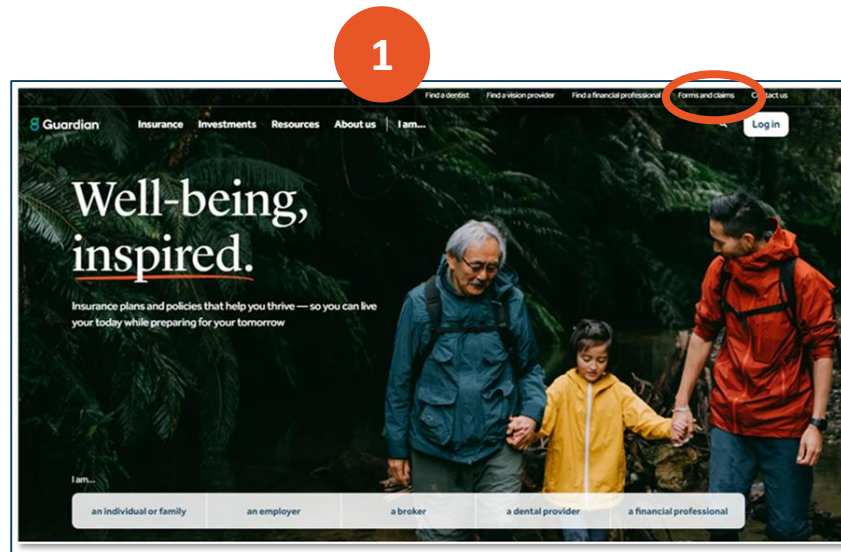 1
Find a dentist Find a vision provider Find a financial professional Forms and claims Contact us
Guardian Insurance Investments Resources About us I am... Log in
Well-being,
inspired.
Insurance plans and policies that help you thrive — so you can live
your today while preparing for your tomorrow
I am...
an individual or family an employer a broker a dental provider a financial professional